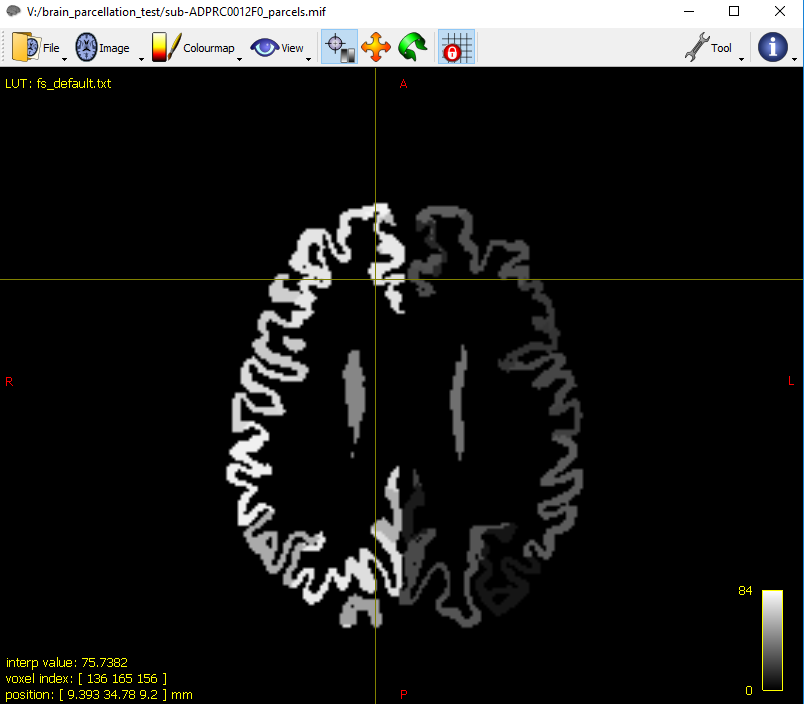 V:/brain_parcellation_test/sub-ADPRC0012F0_parcels.mif
File Image Colourmap View Tool
LUT: fs_default.txt
A
R
L
84
0
interp value: 75.7382
voxel index: [ 136 165 156 ]
position: [ 9.393 34.78 9.2 ] mm
P